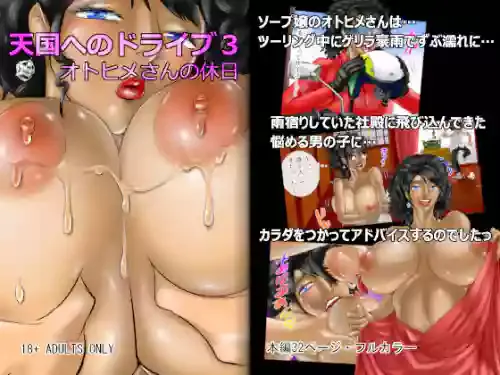 天国へのドライブ3
オトヒメさんの休日
18+ ADULTS ONLY
ソープ嬢のオトヒメさんは…
ツーリング中にゲリラ豪雨でずぶ濡れに…
雨宿りしていた社殿に飛び込んできた
悩める男の子に…
カラダをつかってアドバイスするのでしたっ
本編32ページ・フルカラー